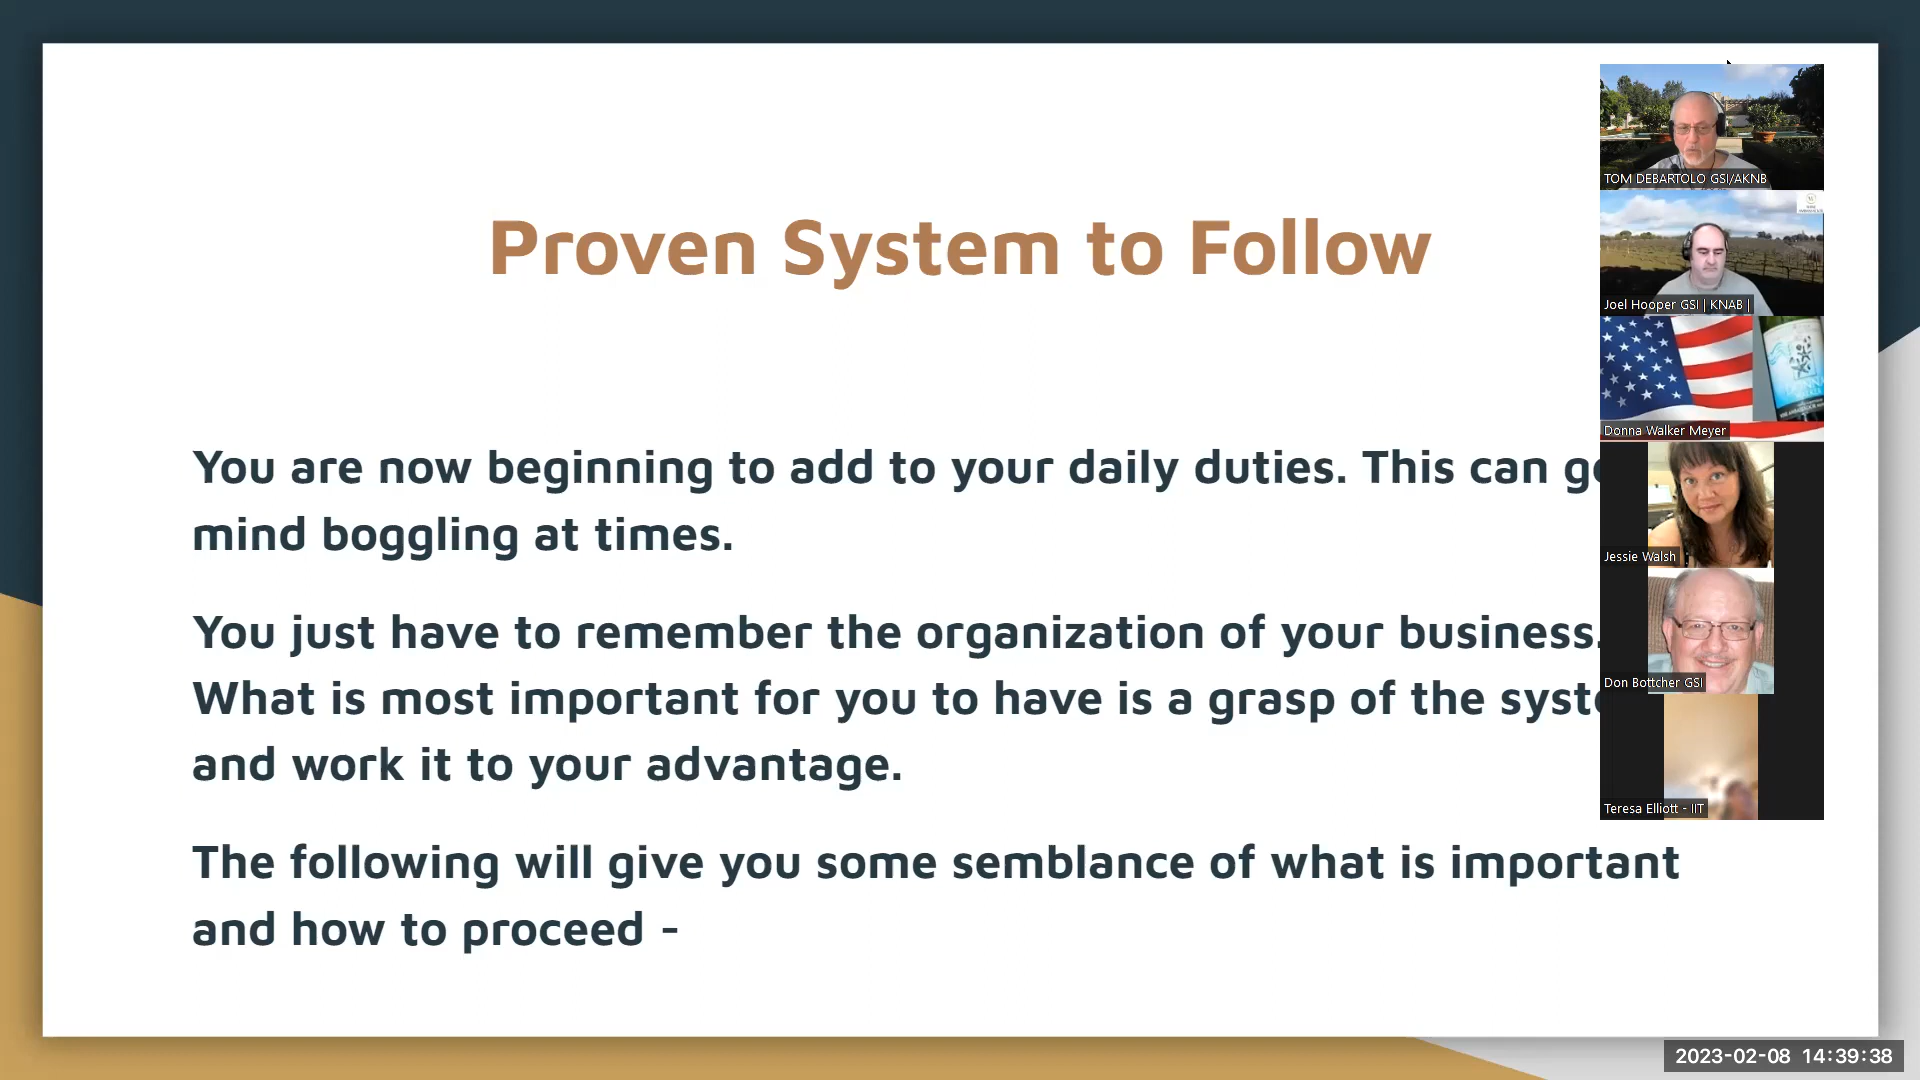 Proven System to Follow
You are now beginning to add to your daily duties. This can
mind boggling at times.
You just have to remember the organization of your business.
What is most important for you to have is a grasp of the
and work it to your advantage.
The following will give you some semblance of what is important
and how to proceed -
TOM DEBARTOLO GSI/AKNB
Joel Hooper GSI | KNAB |
Donna Walker Meyer
Jessie Walsh
Don Bottcher GSI
Teresa Elliott - IIT
2023-02-08 14:39:38